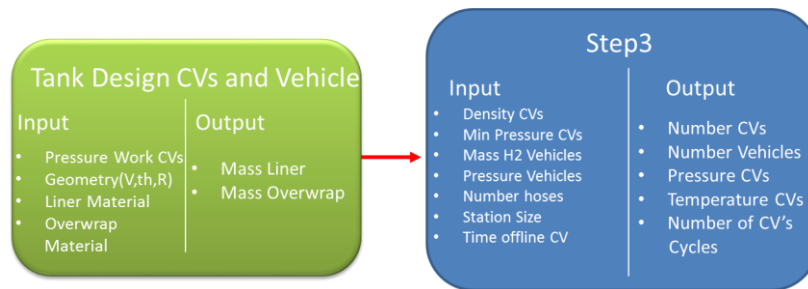 Tank Design CVs and Vehicle
Input
• Pressure Work CVs
• Geometry(V,th,R)
• Liner Material
• Overwrap
Material
Output
• Mass Liner
• Mass Overwrap
Step3
Input
• Density CVs
• Min Pressure CVs
• Mass H2 Vehicles
• Pressure Vehicles
• Number hoses
• Station Size
• Time offline CV
Output
• Number CVs
• Number Vehicles
• Pressure CVs
• Temperature CVs
• Number of CV's
Cycles